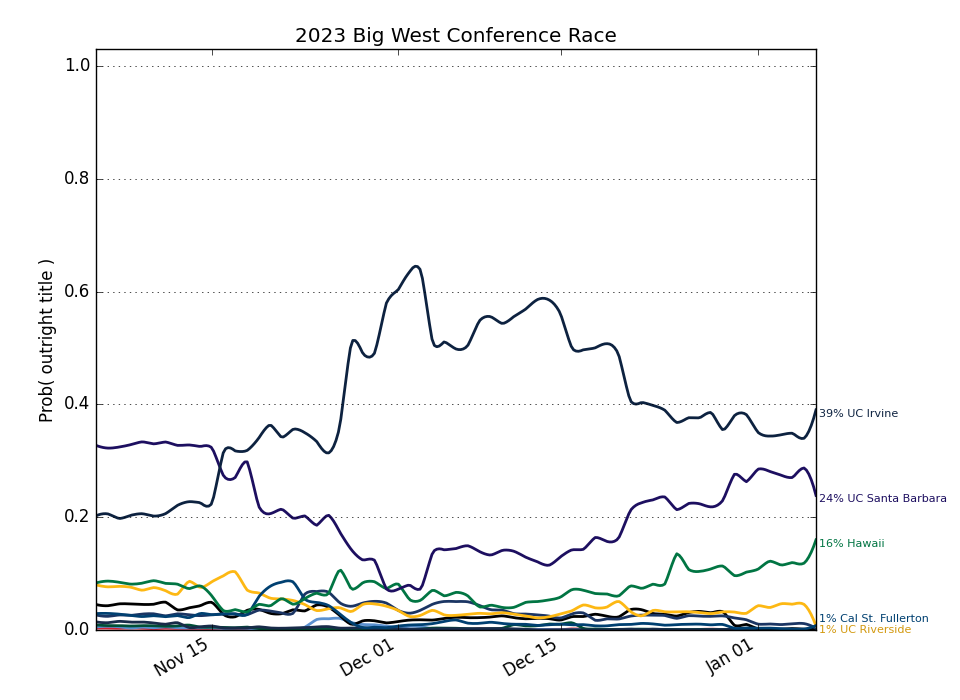 2023 Big West Conference Race
Prob( outright title )
1.0
0.8
0.6
0.4
0.2
0.0
39% UC Irvine
24% UC Santa Barbara
16% Hawaii
1% Cal St. Fullerton
1% UC Riverside
Nov 15
Dec 01
Dec 15
Jan 01